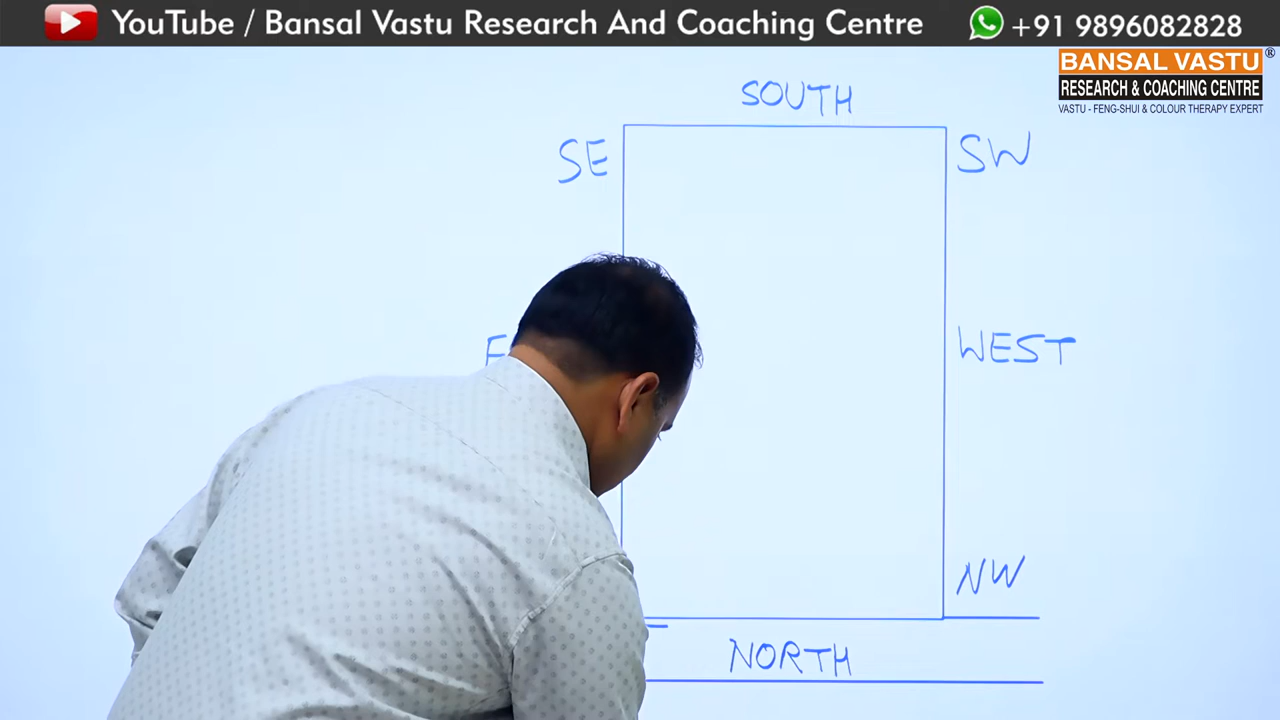 YouTube / Bansal Vastu Research And Coaching Centre
+91 9896082828
BANSAL VASTU®
RESEARCH & COACHING CENTRE
VASTU - FENG-SHUI & COLOUR THERAPY EXPERT
SOUTH
SE
SW
WEST
NW
NORTH